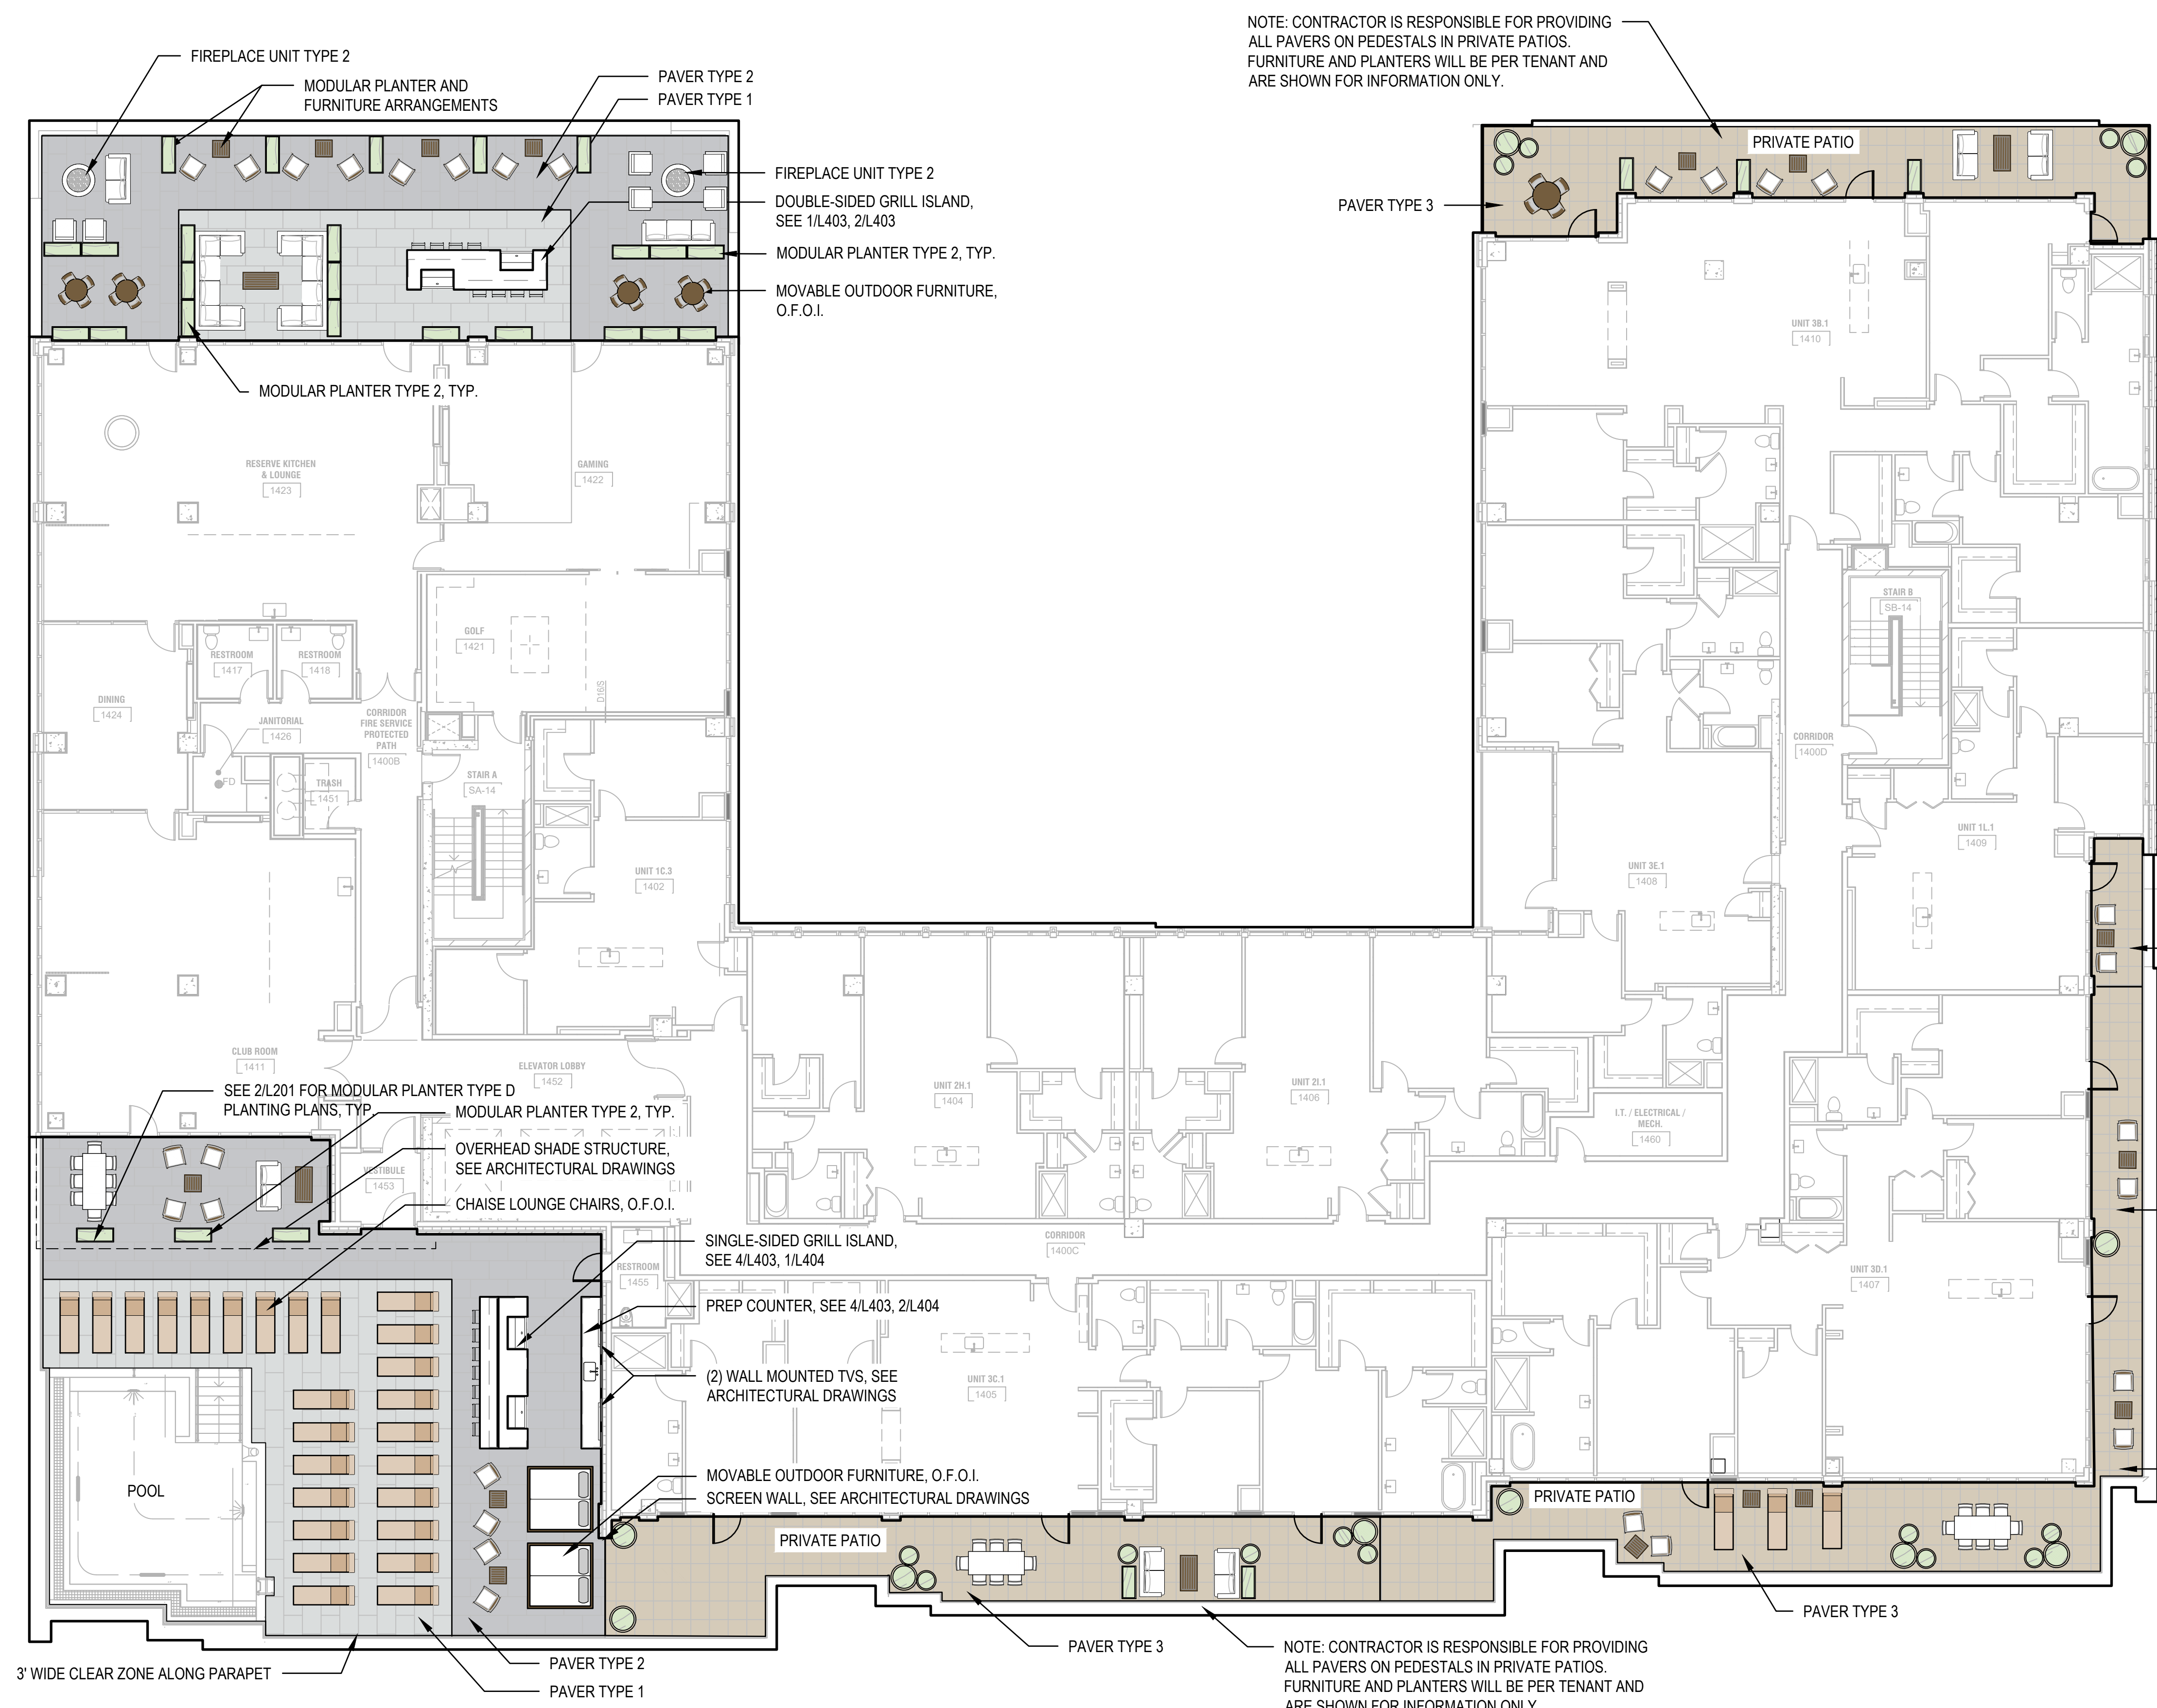 NOTE: CONTRACTOR IS RESPONSIBLE FOR PROVIDING
ALL PAVERS ON PEDESTALS IN PRIVATE PATIOS.
FURNITURE AND PLANTERS WILL BE PER TENANT AND
ARE SHOWN FOR INFORMATION ONLY.
FIREPLACE UNIT TYPE 2
MODULAR PLANTER AND
FURNITURE ARRANGEMENTS
PAVER TYPE 2
PAVER TYPE 1
PRIVATE PATIO
FIREPLACE UNIT TYPE 2
DOUBLE-SIDED GRILL ISLAND,
SEE 1/L403, 2/L403
PAVER TYPE 3
MODULAR PLANTER TYPE 2, TYP.
MOVABLE OUTDOOR FURNITURE,
O.F.O.I.
UNIT 3B.1
1410
MODULAR PLANTER TYPE 2, TYP.
RESERVE KITCHEN
& LOUNGE
1423
GAMING
1422
STAIR B
SB-14
GOLF
1421
RESTROOM
1417
RESTROOM
1418
D16/S
DINING
1424
JANITORIAL
1426
CORRIDOR
FIRE SERVICE
PROTECTED
PATH
1400B
CORRIDOR
1400D
FD
TRASH
1451
STAIR A
SA-14
UNIT 1L.1
1409
UNIT 1C.3
1402
UNIT 3E.1
1408
CLUB ROOM
1411
ELEVATOR LOBBY
1452
UNIT 2H.1
1404
UNIT 2I.1
1406
I.T. / ELECTRICAL /
MECH.
1460
SEE 2/L201 FOR MODULAR PLANTER TYPE D
PLANTING PLANS, TYP.
MODULAR PLANTER TYPE 2, TYP.
OVERHEAD SHADE STRUCTURE,
SEE ARCHITECTURAL DRAWINGS
VESTIBULE
1453
CHAISE LOUNGE CHAIRS, O.F.O.I.
SINGLE-SIDED GRILL ISLAND,
SEE 4/L403, 1/L404
CORRIDOR
1400C
RESTROOM
1455
UNIT 3D.1
1407
PREP COUNTER, SEE 4/L403, 2/L404
(2) WALL MOUNTED TVS, SEE
ARCHITECTURAL DRAWINGS
UNIT 3C.1
1405
POOL
MOVABLE OUTDOOR FURNITURE, O.F.O.I.
SCREEN WALL, SEE ARCHITECTURAL DRAWINGS
PRIVATE PATIO
PRIVATE PATIO
PAVER TYPE 3
PAVER TYPE 3
3' WIDE CLEAR ZONE ALONG PARAPET
PAVER TYPE 2
PAVER TYPE 1
NOTE: CONTRACTOR IS RESPONSIBLE FOR PROVIDING
ALL PAVERS ON PEDESTALS IN PRIVATE PATIOS.
FURNITURE AND PLANTERS WILL BE PER TENANT AND
ARE SHOWN FOR INFORMATION ONLY.